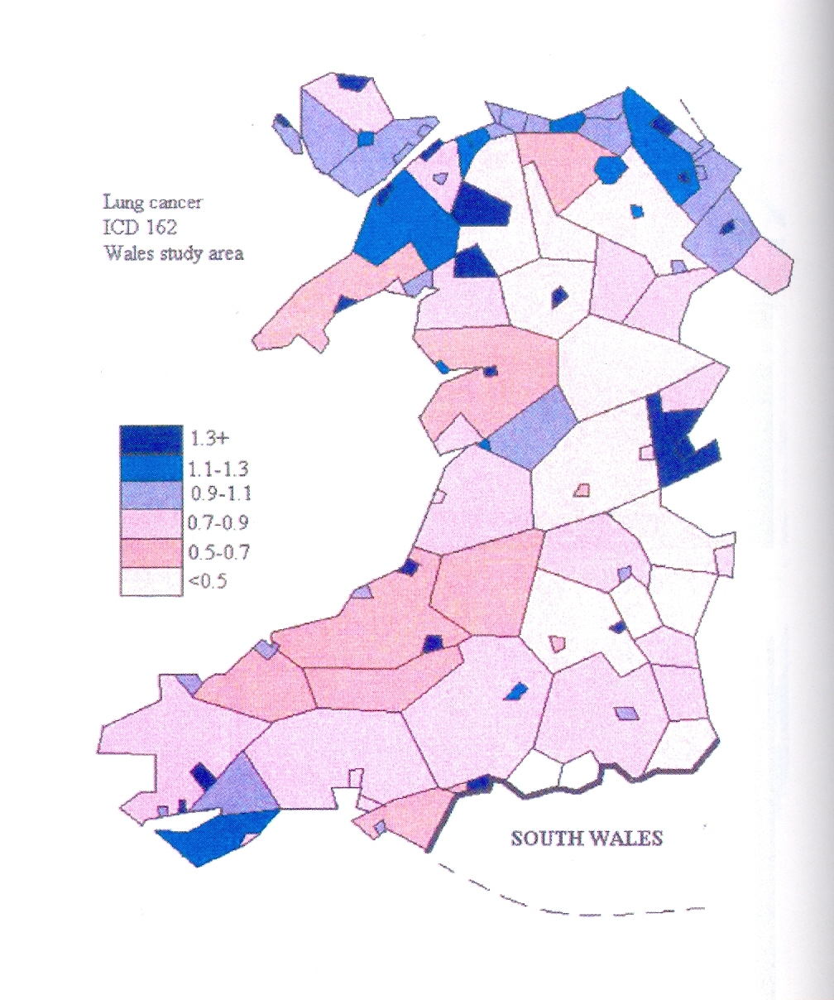 Lung cancer
ICD 162
Wales study area
1.3+
1.1-1.3
0.9-1.1
0.7-0.9
0.5-0.7
<0.5
SOUTH WALES